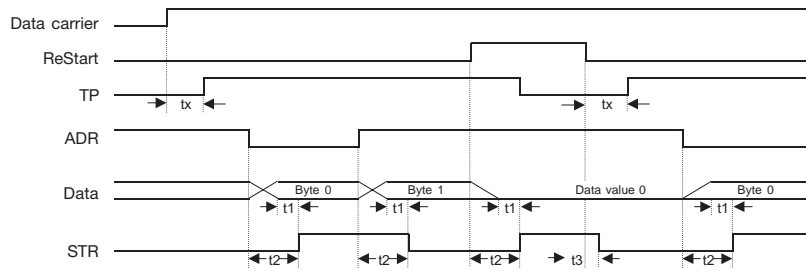 Data carrier
ReStart
TP
tx
tx
ADR
Data
Byte 0
Byte 1
Data value 0
Byte 0
t1
t1
t1
t1
STR
t2
t2
t2
t3
t2